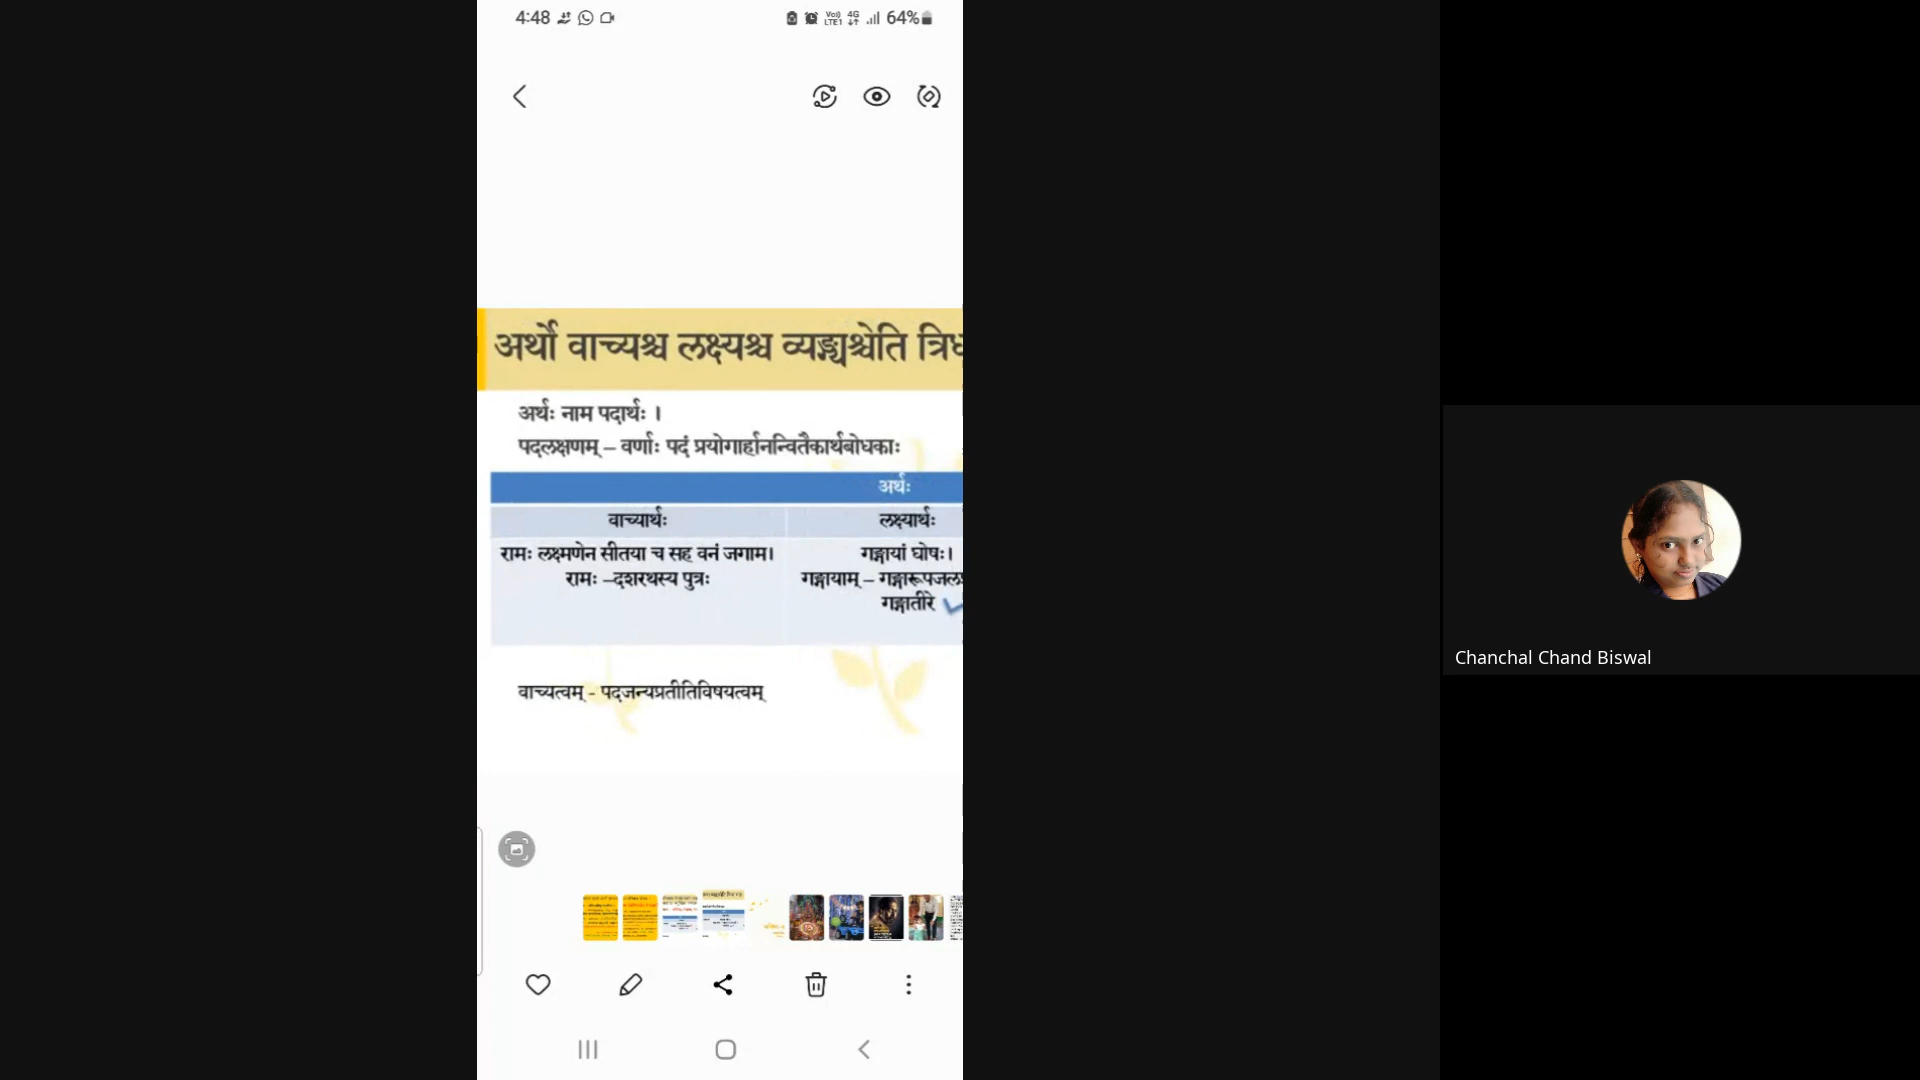 4:48
VoLTE1 4G 64%
अर्थो वाच्यश्च लक्ष्यश्च व्यङ्ग्यश्चेति
अर्थः नाम पदार्थः ।
पदलक्षणम् – वर्णाः पदं प्रयोगार्हानन्वितैकार्थबोधकाः
अर्थः
वाच्यार्थः लक्ष्यार्थः
रामः लक्ष्मणेन सीतया च सह वनं जगाम। गङ्गायां घोषः।
रामः –दशरथस्य पुत्रः गङ्गायाम् – गङ्गारूपजल
गङ्गातीरे
वाच्यत्वम् - पदजन्यप्रतीतिविषयत्वम्
Chanchal Chand Biswal